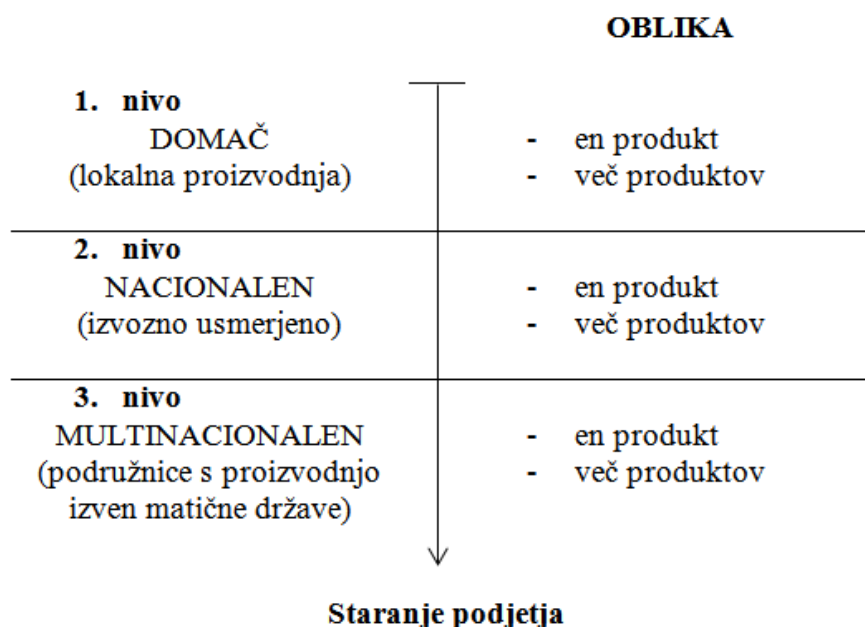 OBLIKA
1. nivo
DOMAČ
(lokalna proizvodnja)
- en produkt
- več produktov
2. nivo
NACIONALEN
(izvozno usmerjeno)
- en produkt
- več produktov
3. nivo
MULTINACIONALEN
(podružnice s proizvodnjo
izven matične države)
- en produkt
- več produktov
Staranje podjetja